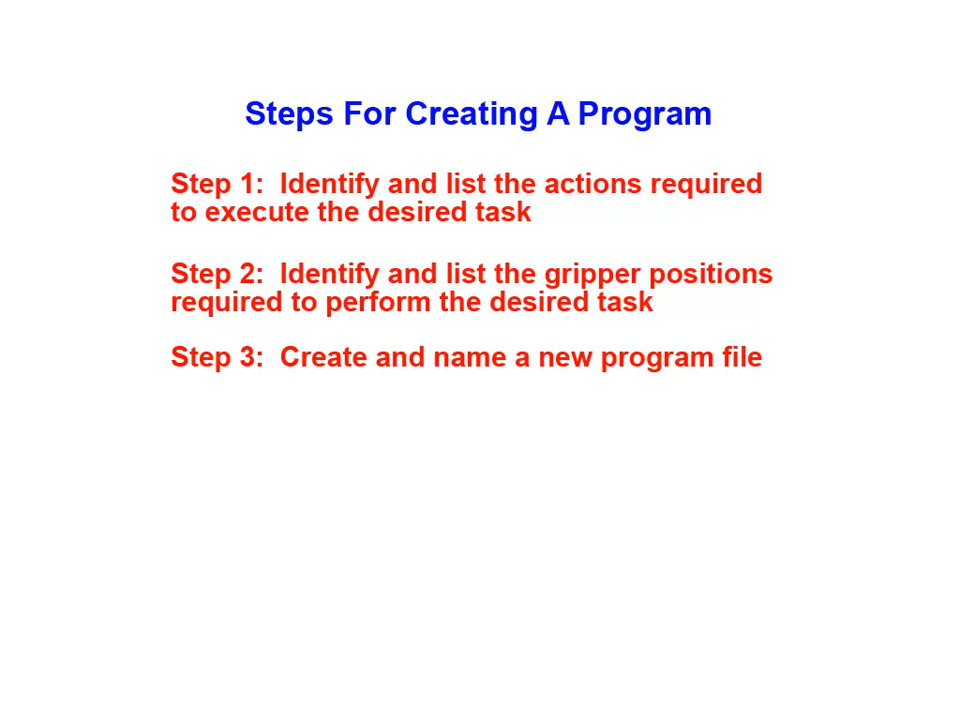 Steps For Creating A Program
Step 1:  Identify and list the actions required
to execute the desired task
Step 2:  Identify and list the gripper positions
required to perform the desired task
Step 3:  Create and name a new program file